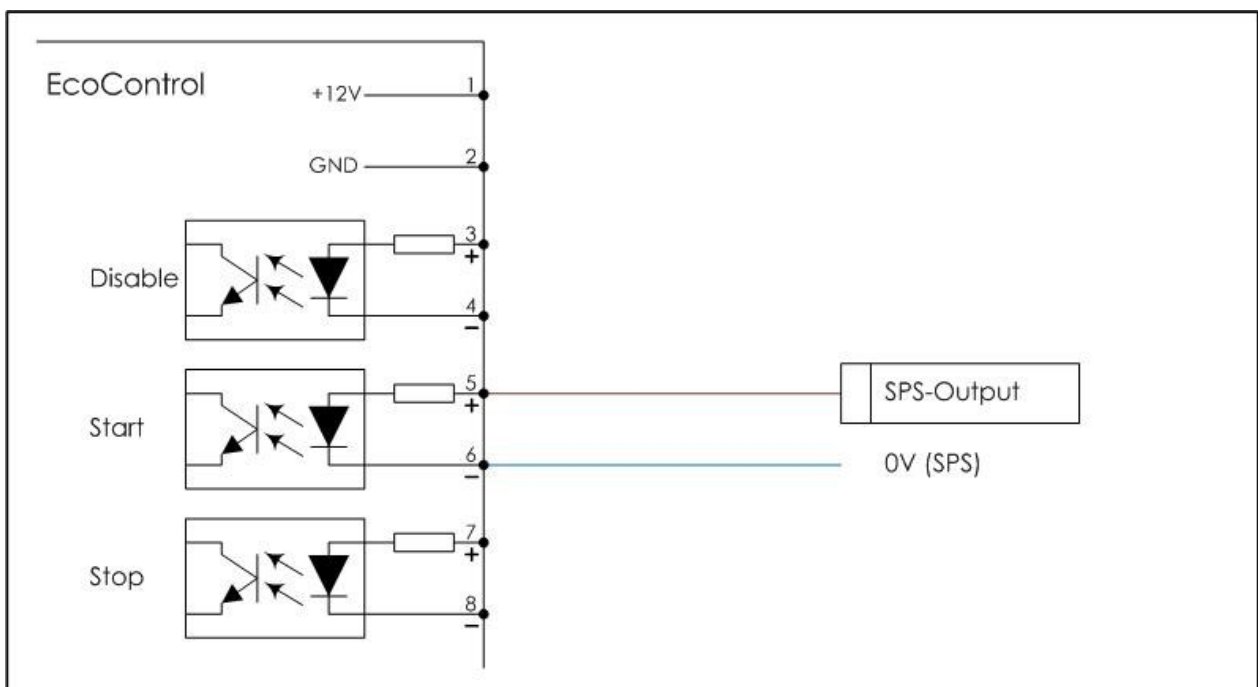 EcoControl
+12V
1
GND
2
3
+
Disable
4
−
5
+
SPS-Output
Start
6
−
0V (SPS)
7
+
Stop
8
−